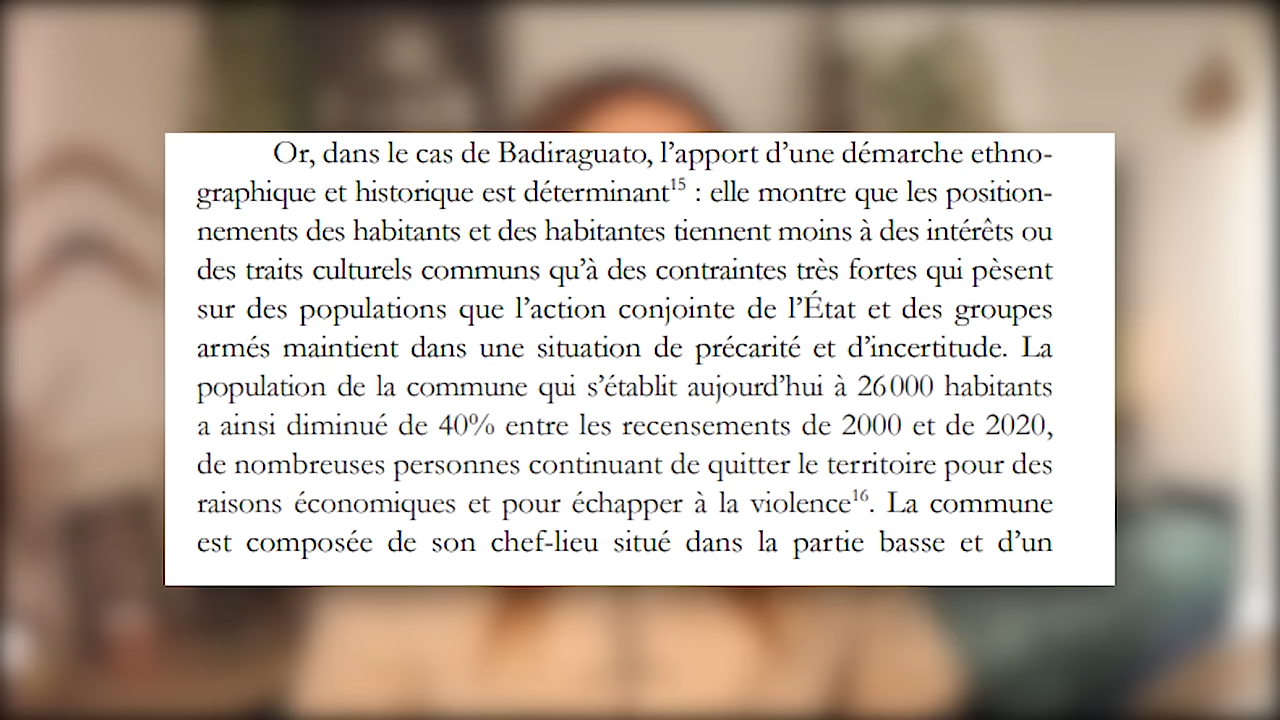 Or, dans le cas de Badiraguato, l’apport d’une démarche ethno-
graphique et historique est déterminant¹⁵ : elle montre que les position-
nements des habitants et des habitantes tiennent moins à des intérêts ou
des traits culturels communs qu’à des contraintes très fortes qui pèsent
sur des populations que l’action conjointe de l’État et des groupes
armés maintient dans une situation de précarité et d’incertitude. La
population de la commune qui s’établit aujourd’hui à 26000 habitants
a ainsi diminué de 40% entre les recensements de 2000 et de 2020,
de nombreuses personnes continuant de quitter le territoire pour des
raisons économiques et pour échapper à la violence¹⁶. La commune
est composée de son chef-lieu situé dans la partie basse et d’un